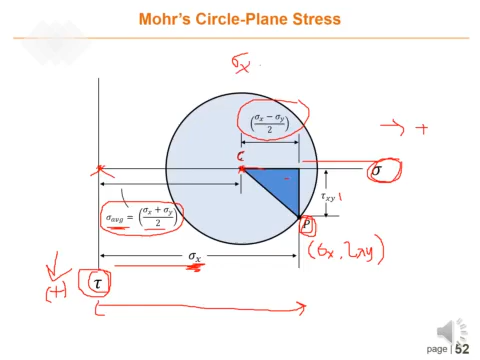 Mohr's Circle-Plane Stress
σx
(σx − σy / 2)
→ +
C
σ
τxy
σavg = (σx + σy / 2)
P
(σx, τxy)
σx
(+)
τ
page | 52